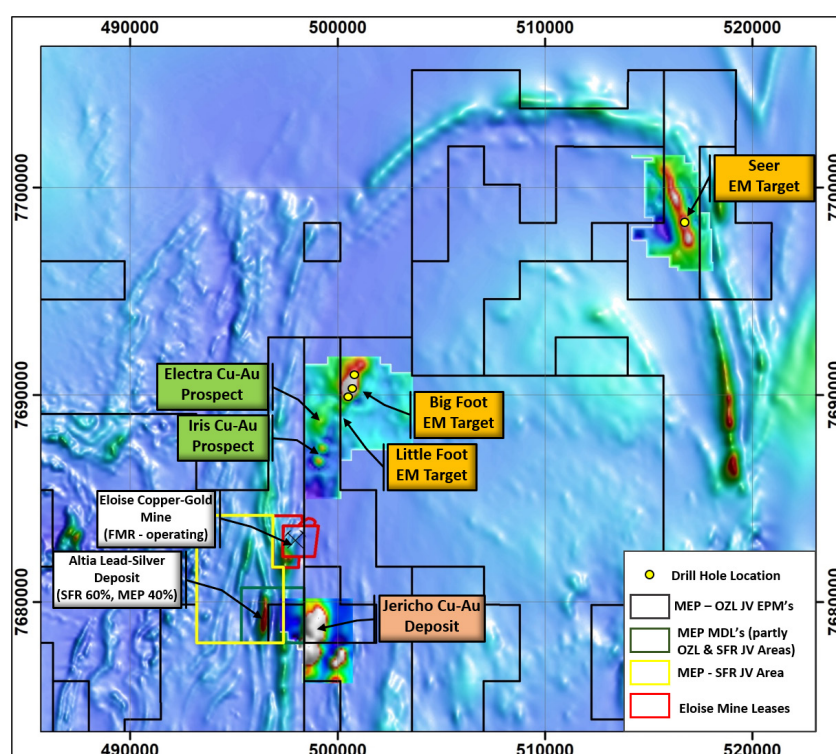 490000
500000
510000
520000
7700000
7700000
Seer
EM Target
Electra Cu-Au
Prospect
7690000
7690000
Big Foot
EM Target
Iris Cu-Au
Prospect
Little Foot
EM Target
Eloise Copper-Gold
Mine
(FMR - operating)
Altia Lead-Silver
Deposit
(SFR 60%, MEP 40%)
Jericho Cu-Au
Deposit
7680000
7680000
Drill Hole Location
MEP – OZL JV EPM's
MEP MDL's (partly
OZL & SFR JV Areas)
MEP - SFR JV Area
Eloise Mine Leases
490000
500000
510000
520000